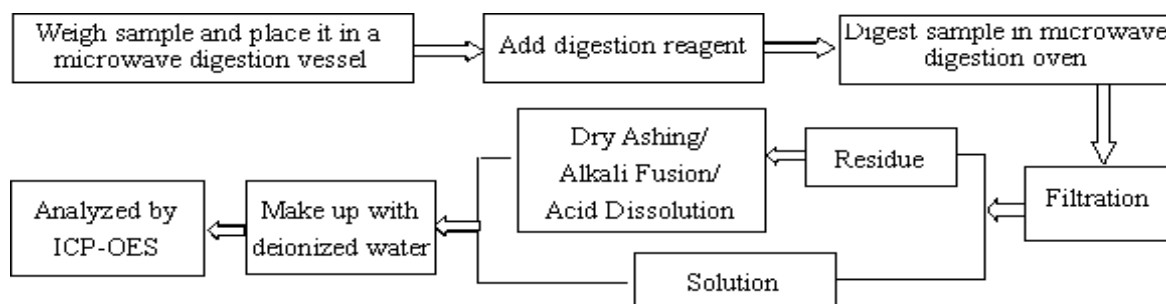 Weigh sample and place it in a
microwave digestion vessel
Add digestion reagent
Digest sample in microwave
digestion oven
Filtration
Residue
Solution
Dry Ashing/
Alkali Fusion/
Acid Dissolution
Make up with
deionized water
Analyzed by
ICP-OES